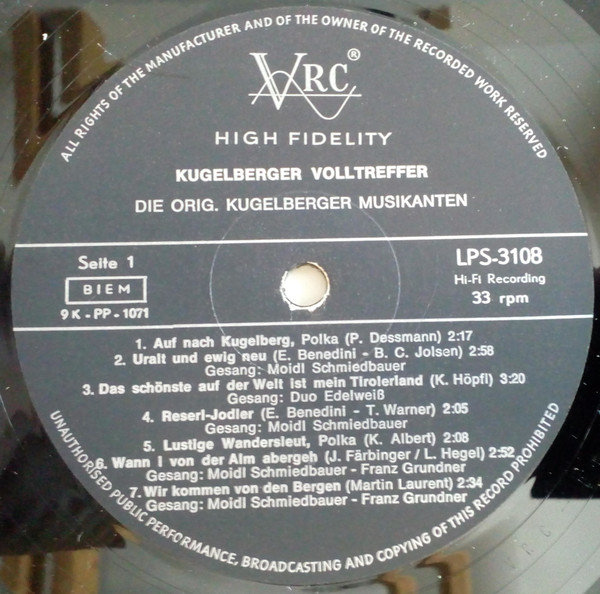 ALL RIGHTS OF THE MANUFACTURER AND OF THE OWNER OF THE RECORDED WORK RESERVED
VRC®
HIGH FIDELITY
KUGELBERGER VOLLTREFFER
DIE ORIG. KUGELBERGER MUSIKANTEN
Seite 1
BIEM
9 K - PP - 1071
LPS-3108
Hi-Fi Recording
33 rpm
1. Auf nach Kugelberg, Polka (P. Dessmann) 2:17
2. Uralt und ewig neu (E. Benedini - B. C. Jolsen) 2:58
Gesang: Moidl Schmiedbauer
3. Das schönste auf der Welt ist mein Tirolerland (K. Höpfl) 3:20
Gesang: Duo Edelweiß
4. Reserl-Jodler (E. Benedini - T. Warner) 2:05
Gesang: Moidl Schmiedbauer
5. Lustige Wandersleut, Polka (K. Albert) 2:08
6. Wann I von der Alm abergeh (J. Färbinger / L. Hegel) 2:52
Gesang: Moidl Schmiedbauer - Franz Grundner
7. Wir kommen von den Bergen (Martin Laurent) 2:34
Gesang: Moidl Schmiedbauer - Franz Grundner
UNAUTHORISED PUBLIC PERFORMANCE, BROADCASTING AND COPYING OF THIS RECORD PROHIBITED